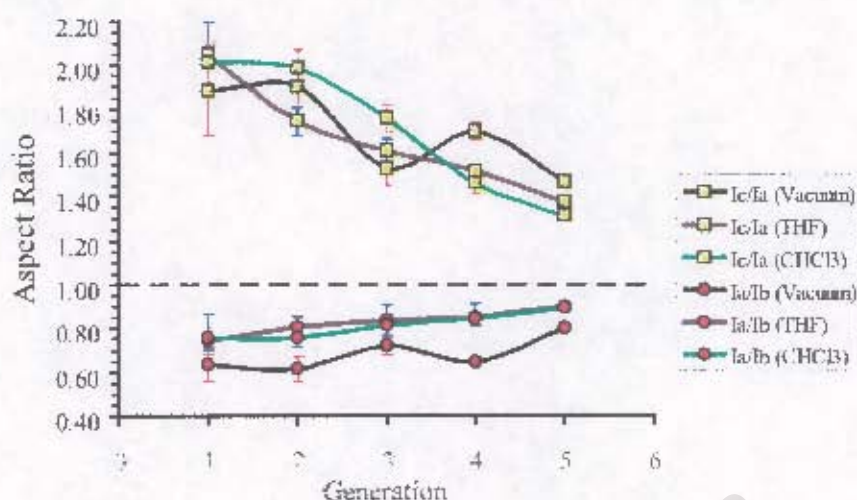 2.20
2.00
1.80
1.60
1.40
1.20
1.00
0.80
0.60
0.40
Aspect Ratio
0 1 2 3 4 5 6
Generation
Ic/Ia (Vacuum)
Ic/Ia (THF)
Ic/Ia (CHCl3)
Ia/Ib (Vacuum)
Ia/Ib (THF)
Ia/Ib (CHCl3)